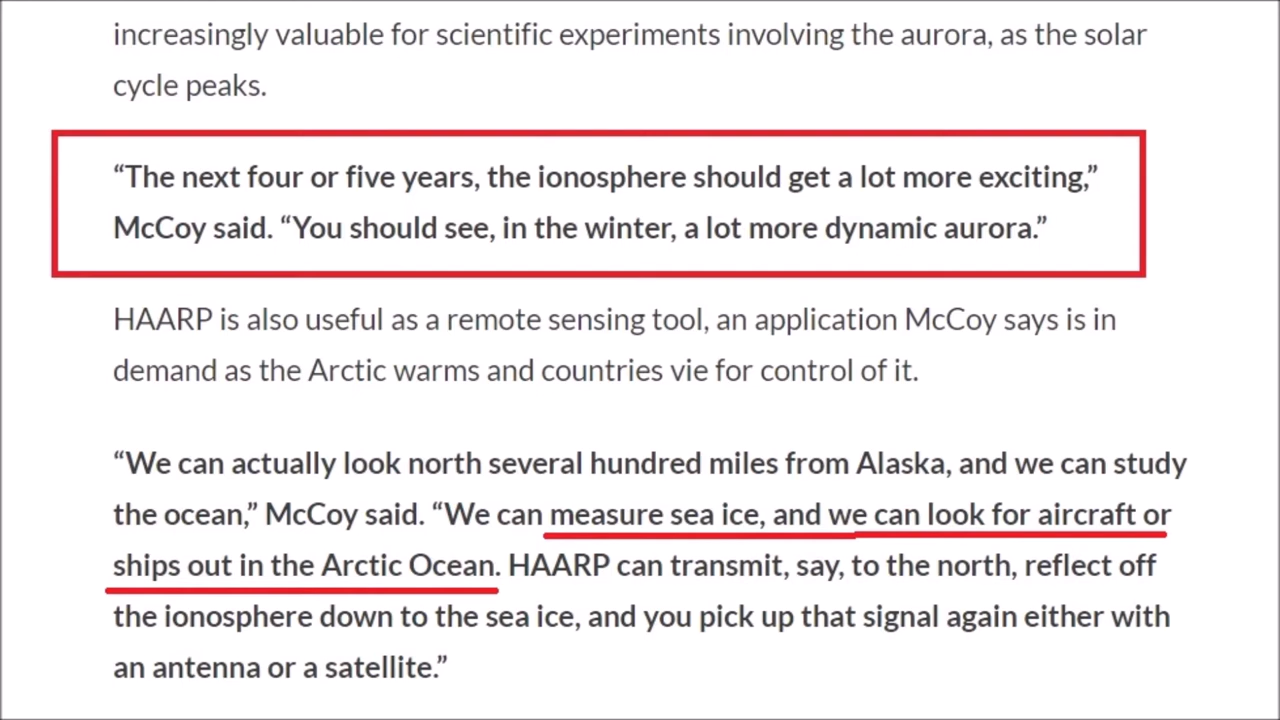 increasingly valuable for scientific experiments involving the aurora, as the solar
cycle peaks.
“The next four or five years, the ionosphere should get a lot more exciting,”
McCoy said. “You should see, in the winter, a lot more dynamic aurora.”
HAARP is also useful as a remote sensing tool, an application McCoy says is in
demand as the Arctic warms and countries vie for control of it.
“We can actually look north several hundred miles from Alaska, and we can study
the ocean,” McCoy said. “We can measure sea ice, and we can look for aircraft or
ships out in the Arctic Ocean. HAARP can transmit, say, to the north, reflect off
the ionosphere down to the sea ice, and you pick up that signal again either with
an antenna or a satellite.”